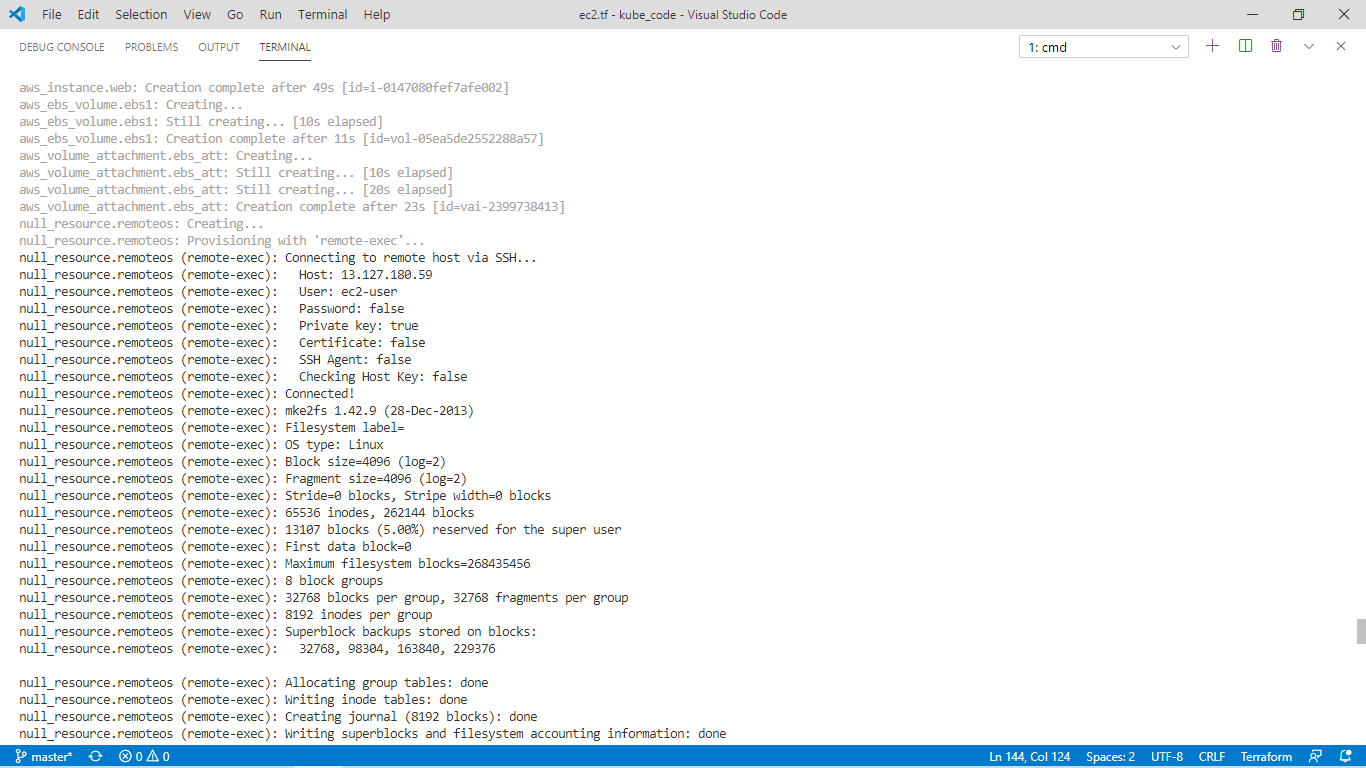 File Edit Selection View Go Run Terminal Help ec2.tf - kube_code - Visual Studio Code
DEBUG CONSOLE PROBLEMS OUTPUT TERMINAL 1: cmd
aws_instance.web: Creation complete after 49s [id=i-0147080fef7afe002]
aws_ebs_volume.ebs1: Creating...
aws_ebs_volume.ebs1: Still creating... [10s elapsed]
aws_ebs_volume.ebs1: Creation complete after 11s [id=vol-05ea5de2552288a57]
aws_volume_attachment.ebs_att: Creating...
aws_volume_attachment.ebs_att: Still creating... [10s elapsed]
aws_volume_attachment.ebs_att: Still creating... [20s elapsed]
aws_volume_attachment.ebs_att: Creation complete after 23s [id=vai-2399738413]
null_resource.remoteos: Creating...
null_resource.remoteos: Provisioning with 'remote-exec'...
null_resource.remoteos (remote-exec): Connecting to remote host via SSH...
null_resource.remoteos (remote-exec):   Host: 13.127.180.59
null_resource.remoteos (remote-exec):   User: ec2-user
null_resource.remoteos (remote-exec):   Password: false
null_resource.remoteos (remote-exec):   Private key: true
null_resource.remoteos (remote-exec):   Certificate: false
null_resource.remoteos (remote-exec):   SSH Agent: false
null_resource.remoteos (remote-exec):   Checking Host Key: false
null_resource.remoteos (remote-exec): Connected!
null_resource.remoteos (remote-exec): mke2fs 1.42.9 (28-Dec-2013)
null_resource.remoteos (remote-exec): Filesystem label=
null_resource.remoteos (remote-exec): OS type: Linux
null_resource.remoteos (remote-exec): Block size=4096 (log=2)
null_resource.remoteos (remote-exec): Fragment size=4096 (log=2)
null_resource.remoteos (remote-exec): Stride=0 blocks, Stripe width=0 blocks
null_resource.remoteos (remote-exec): 65536 inodes, 262144 blocks
null_resource.remoteos (remote-exec): 13107 blocks (5.00%) reserved for the super user
null_resource.remoteos (remote-exec): First data block=0
null_resource.remoteos (remote-exec): Maximum filesystem blocks=268435456
null_resource.remoteos (remote-exec): 8 block groups
null_resource.remoteos (remote-exec): 32768 blocks per group, 32768 fragments per group
null_resource.remoteos (remote-exec): 8192 inodes per group
null_resource.remoteos (remote-exec): Superblock backups stored on blocks:
null_resource.remoteos (remote-exec):   32768, 98304, 163840, 229376
null_resource.remoteos (remote-exec): Allocating group tables: done
null_resource.remoteos (remote-exec): Writing inode tables: done
null_resource.remoteos (remote-exec): Creating journal (8192 blocks): done
null_resource.remoteos (remote-exec): Writing superblocks and filesystem accounting information: done
master* 0 0 Ln 144, Col 124 Spaces: 2 UTF-8 CRLF Terraform